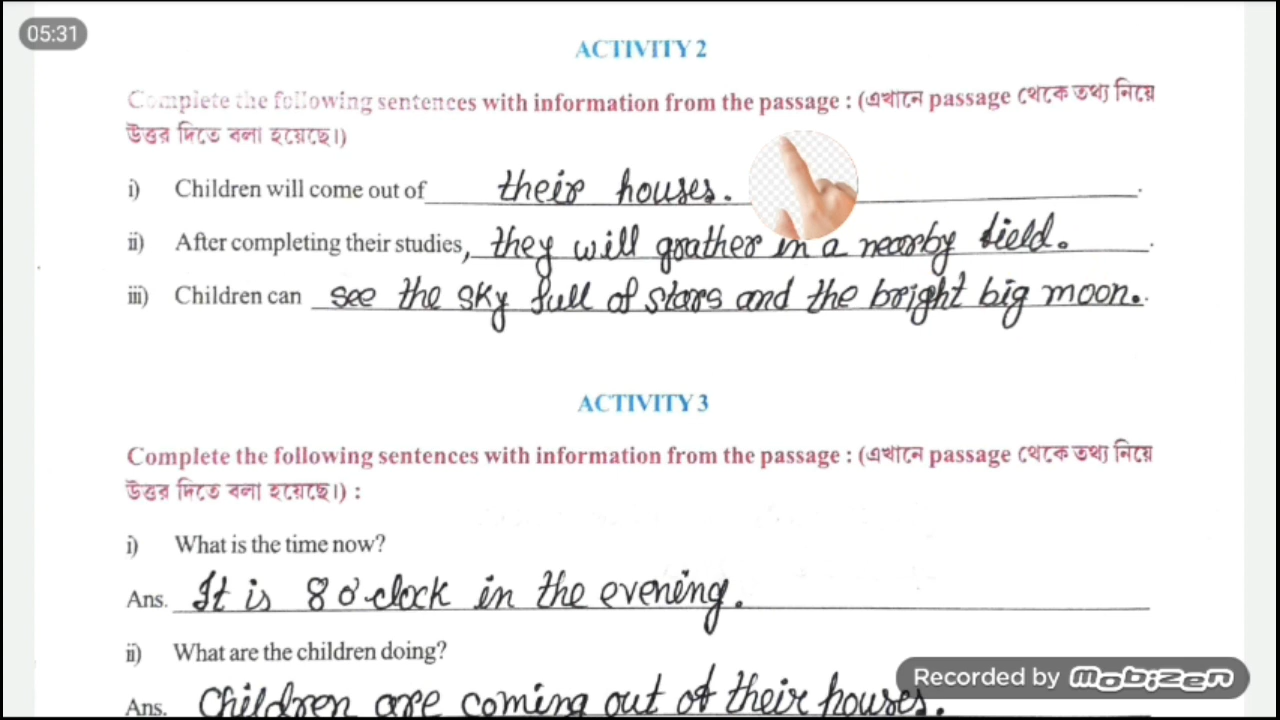 05:31
ACTIVITY 2
Complete the following sentences with information from the passage : (এখানে passage থেকে তথ্য নিয়ে
উত্তর দিতে বলা হয়েছে।)
i) Children will come out of their houses.
ii) After completing their studies, they will grather in a nearby field.
iii) Children can see the sky full of stars and the bright big moon.
ACTIVITY 3
Complete the following sentences with information from the passage : (এখানে passage থেকে তথ্য নিয়ে
উত্তর দিতে বলা হয়েছে।) :
i) What is the time now?
Ans. It is 8 o'clock in the evening.
ii) What are the children doing?
Ans. Children are coming out of their houses.
Recorded by mobizen